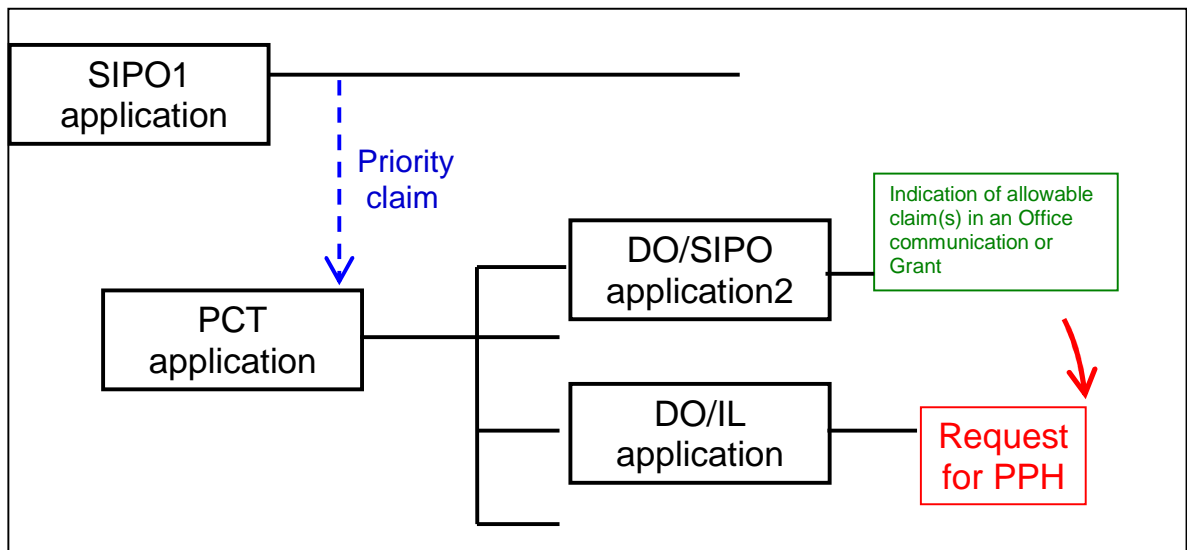 SIPO1
application
Priority
claim
Indication of allowable
claim(s) in an Office
communication or
Grant
DO/SIPO
application2
PCT
application
DO/IL
application
Request
for PPH